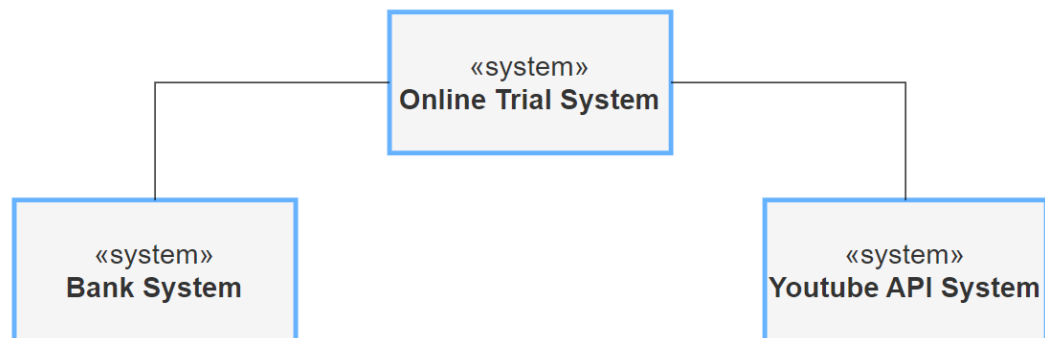 «system»
Online Trial System
«system»
Bank System
«system»
Youtube API System